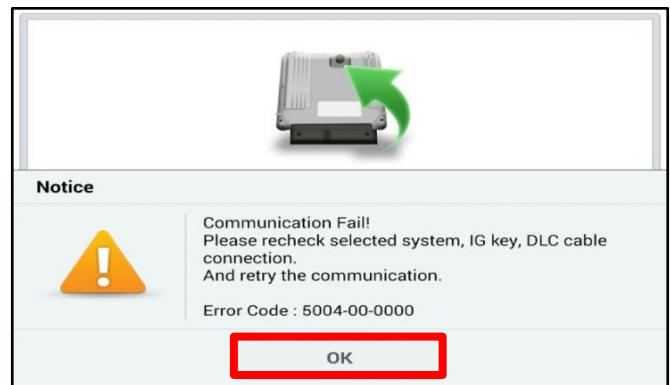 Notice
Communication Fail!
Please recheck selected system, IG key, DLC cable
connection.
And retry the communication.
Error Code : 5004-00-0000
OK